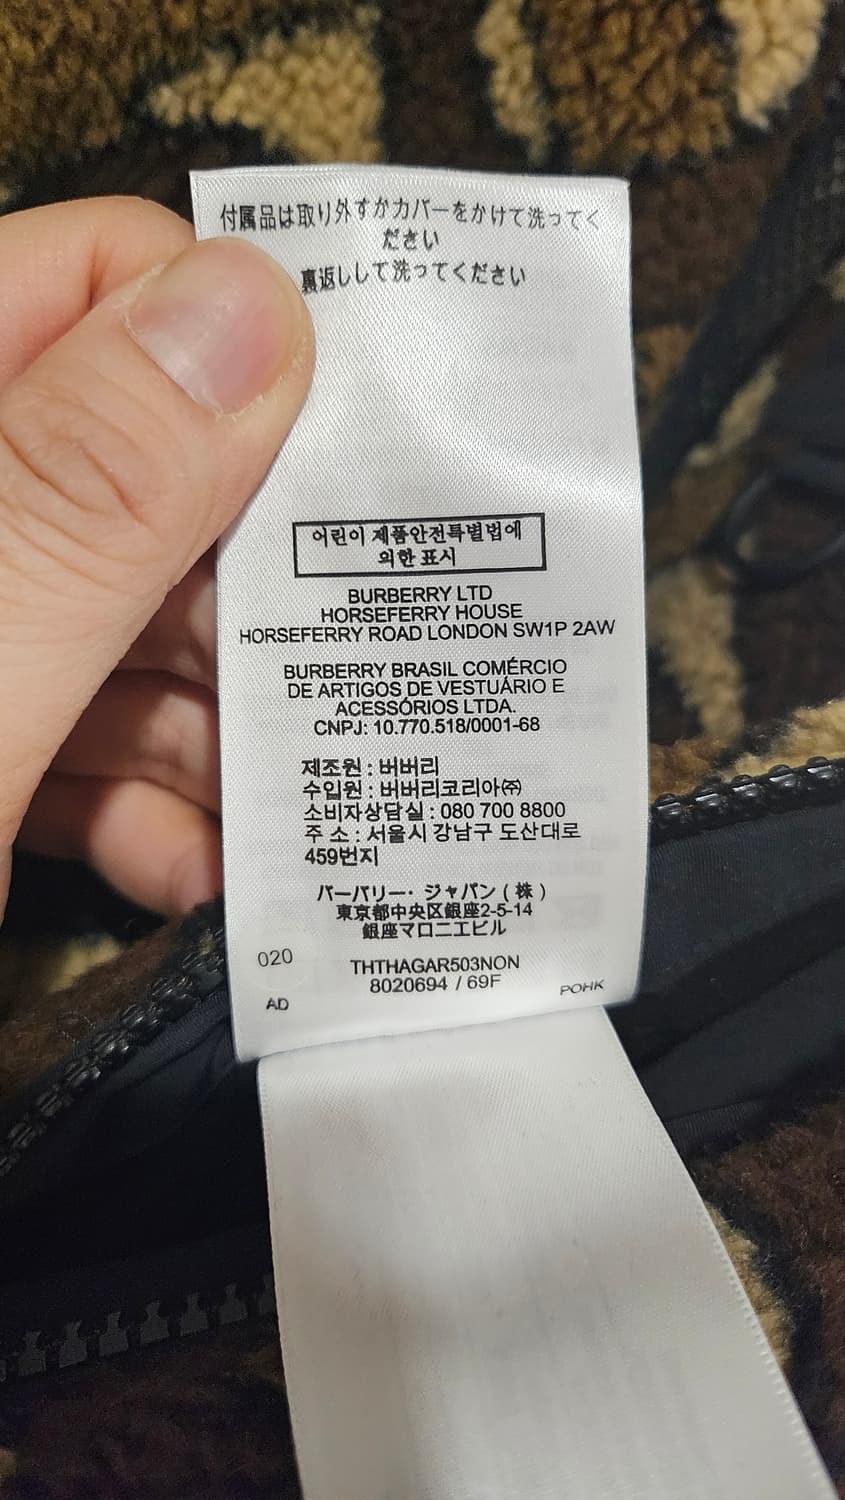 付属品は取り外すかカバーをかけて洗ってく
ださい
裏返しして洗ってください
어린이 제품안전특별법에
의한 표시
BURBERRY LTD
HORSEFERRY HOUSE
HORSEFERRY ROAD LONDON SW1P 2AW
BURBERRY BRASIL COMÉRCIO
DE ARTIGOS DE VESTUÁRIO E
ACESSÓRIOS LTDA.
CNPJ: 10.770.518/0001-68
제조원 : 버버리
수입원 : 버버리코리아㈜
소비자상담실 : 080 700 8800
주 소 : 서울시 강남구 도산대로
459번지
バーバリー・ジャパン ( 株 )
東京都中央区銀座2-5-14
銀座マロニエビル
020
THTHAGAR503NON
8020694 / 69F
AD
POHK